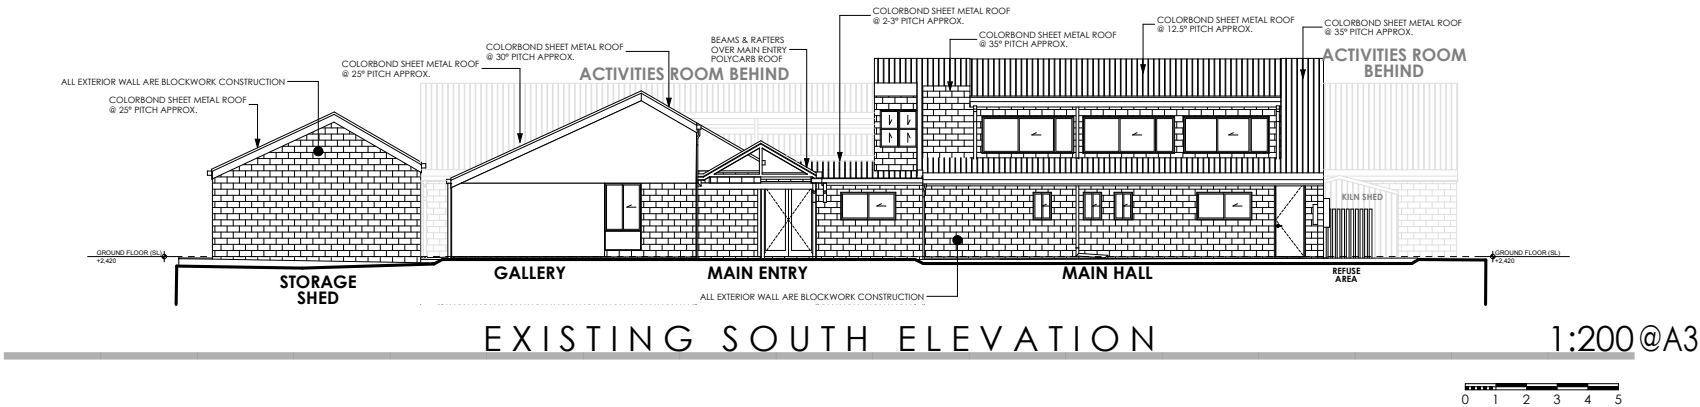 COLORBOND SHEET METAL ROOF
@ 2-3° PITCH APPROX.
COLORBOND SHEET METAL ROOF
@ 12.5° PITCH APPROX.
COLORBOND SHEET METAL ROOF
@ 35° PITCH APPROX.
COLORBOND SHEET METAL ROOF
@ 35° PITCH APPROX.
BEAMS & RAFTERS
OVER MAIN ENTRY
POLYCARB ROOF
COLORBOND SHEET METAL ROOF
@ 30° PITCH APPROX.
COLORBOND SHEET METAL ROOF
@ 25° PITCH APPROX.
ACTIVITIES ROOM BEHIND
ACTIVITIES ROOM
BEHIND
ALL EXTERIOR WALL ARE BLOCKWORK CONSTRUCTION
COLORBOND SHEET METAL ROOF
@ 25° PITCH APPROX.
KILN SHED
GROUND FLOOR (SL)
+2,420
GROUND FLOOR (SL)
+2,420
STORAGE
SHED
GALLERY
MAIN ENTRY
MAIN HALL
REFUSE
AREA
ALL EXTERIOR WALL ARE BLOCKWORK CONSTRUCTION
EXISTING SOUTH ELEVATION
1:200@A3
0 1 2 3 4 5